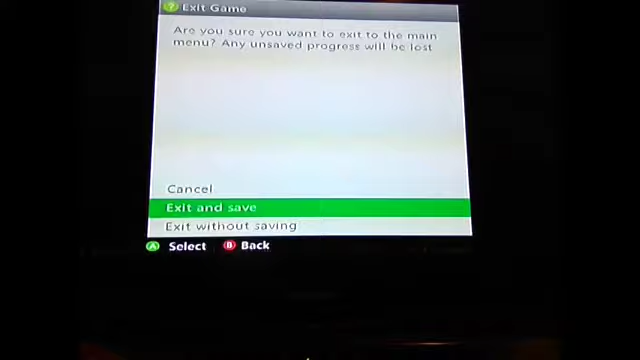 ? Exit Game
Are you sure you want to exit to the main
menu? Any unsaved progress will be lost
Cancel
Exit and save
Exit without saving
A Select B Back